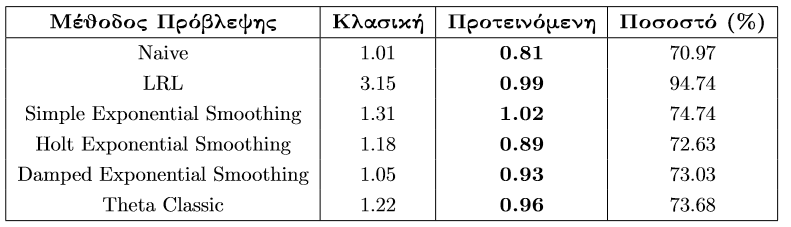 Μέθοδος Πρόβλεψης Κλασική Προτεινόμενη Ποσοστό (%)
Naive 1.01 0.81 70.97
LRL 3.15 0.99 94.74
Simple Exponential Smoothing 1.31 1.02 74.74
Holt Exponential Smoothing 1.18 0.89 72.63
Damped Exponential Smoothing 1.05 0.93 73.03
Theta Classic 1.22 0.96 73.68